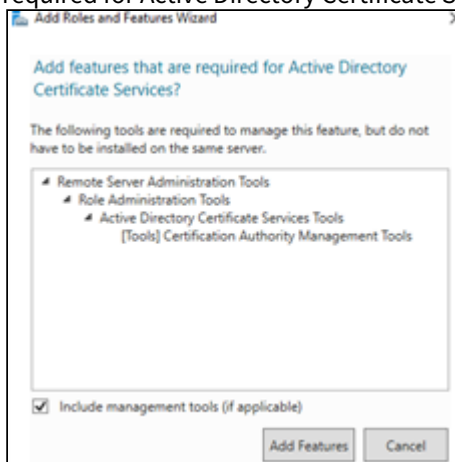 required for Active Directory Certificate S
Add Roles and Features Wizard
Add features that are required for Active Directory
Certificate Services?
The following tools are required to manage this feature, but do not
have to be installed on the same server.
Remote Server Administration Tools
Role Administration Tools
Active Directory Certificate Services Tools
[Tools] Certification Authority Management Tools
Include management tools (if applicable)
Add Features Cancel